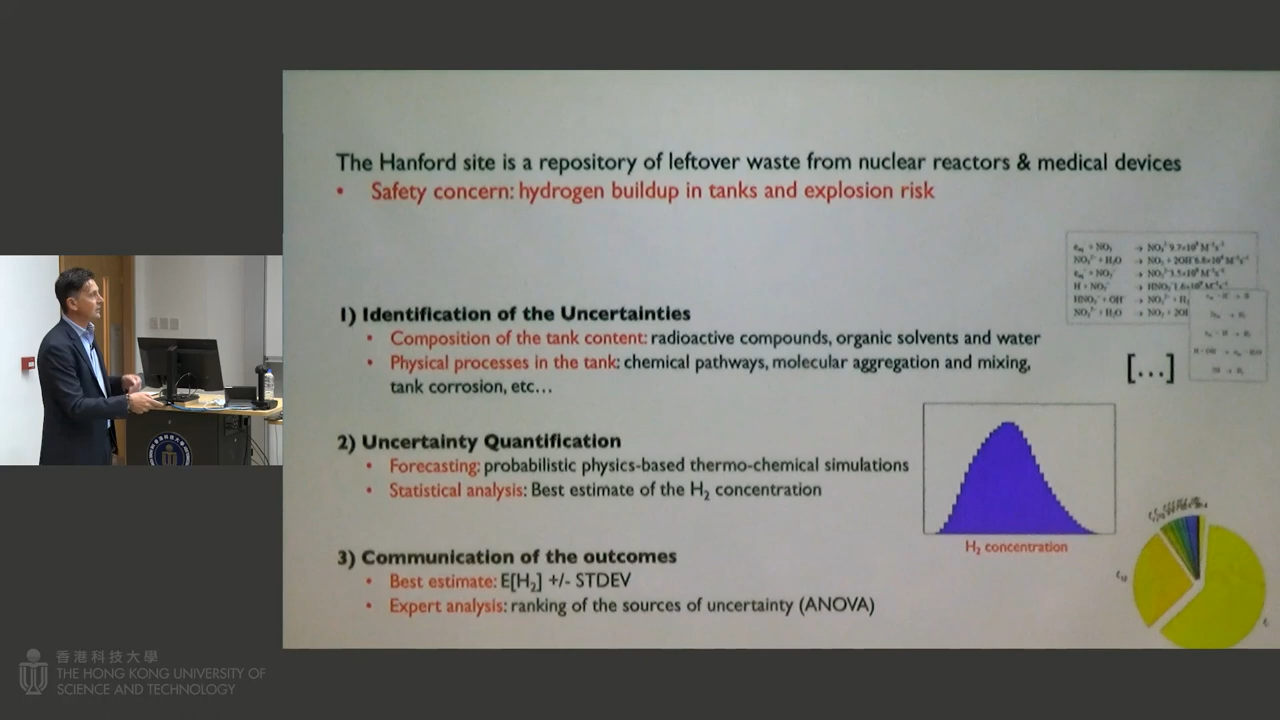 The Hanford site is a repository of leftover waste from nuclear reactors & medical devices
• Safety concern: hydrogen buildup in tanks and explosion risk
1) Identification of the Uncertainties
• Composition of the tank content: radioactive compounds, organic solvents and water
• Physical processes in the tank: chemical pathways, molecular aggregation and mixing,
tank corrosion, etc…
[...]
2) Uncertainty Quantification
• Forecasting: probabilistic physics-based thermo-chemical simulations
• Statistical analysis: Best estimate of the H₂ concentration
H₂ concentration
3) Communication of the outcomes
• Best estimate: E[H₂] +/- STDEV
• Expert analysis: ranking of the sources of uncertainty (ANOVA)
香港科技大學
THE HONG KONG UNIVERSITY OF
SCIENCE AND TECHNOLOGY